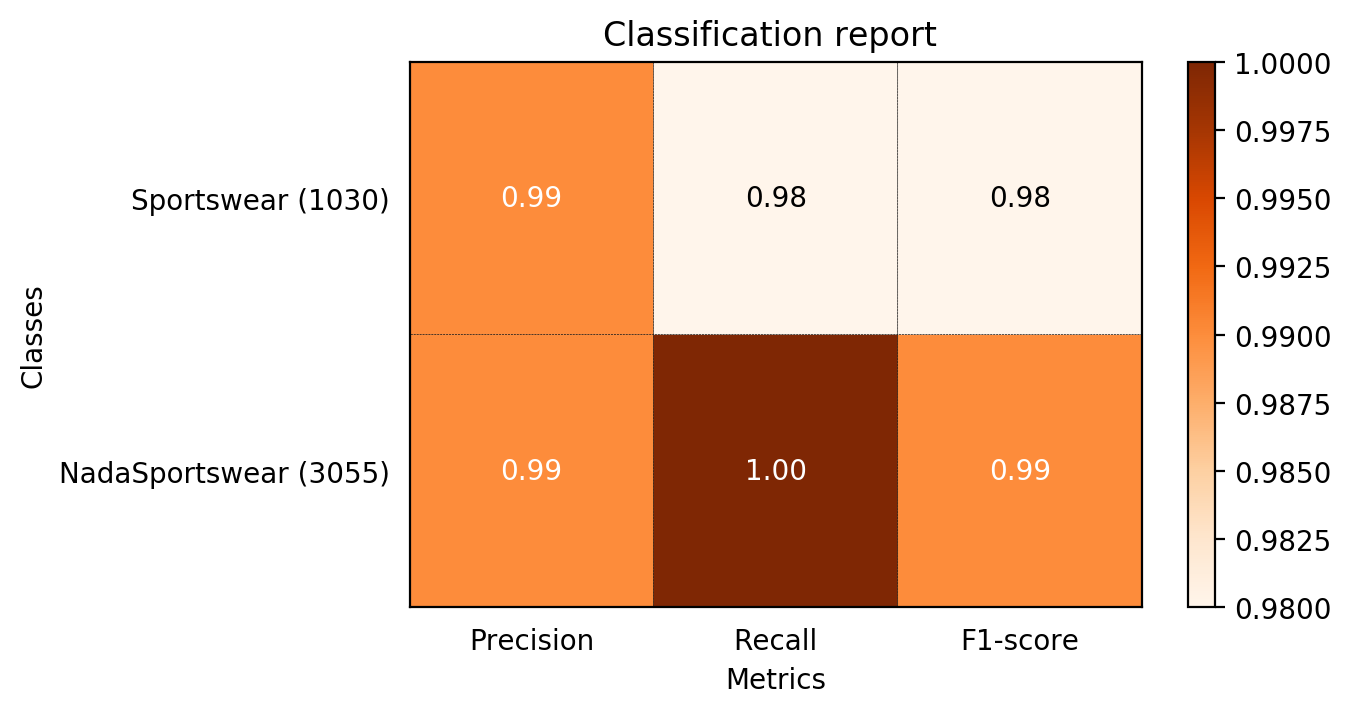 Classification report
1.0000
0.9975
Sportswear (1030) 0.99 0.98 0.98 0.9950
0.9925
Classes
0.9900
0.9875
NadaSportswear (3055) 0.99 1.00 0.99 0.9850
0.9825
0.9800
Precision Recall F1-score
Metrics